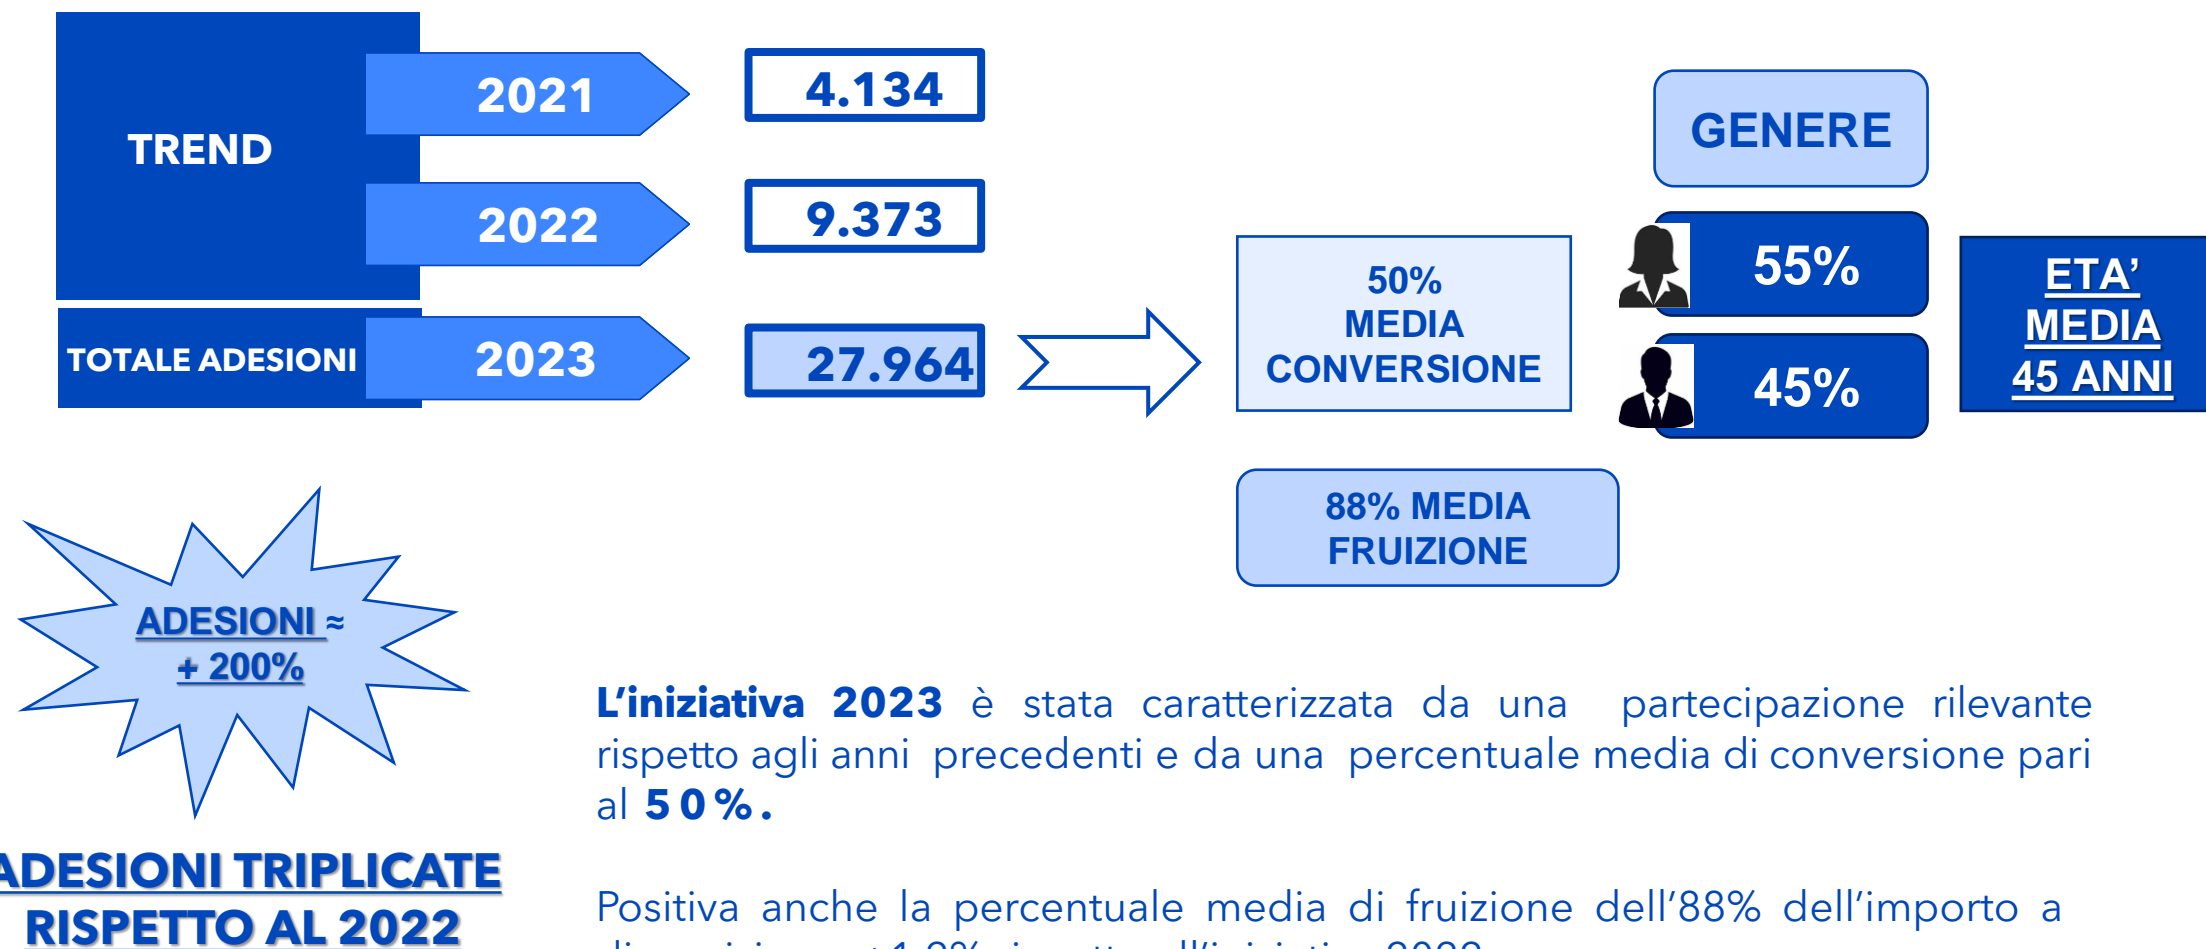 TREND
2021
4.134
2022
9.373
TOTALE ADESIONI
2023
27.964
50%
MEDIA
CONVERSIONE
88% MEDIA
FRUIZIONE
GENERE
55%
45%
ETA’
MEDIA
45 ANNI
ADESIONI ≈
+ 200%
ADESIONI TRIPLICATE
RISPETTO AL 2022
L’iniziativa 2023 è stata caratterizzata da una partecipazione rilevante
rispetto agli anni precedenti e da una percentuale media di conversione pari
al 50%.
Positiva anche la percentuale media di fruizione dell’88% dell’importo a